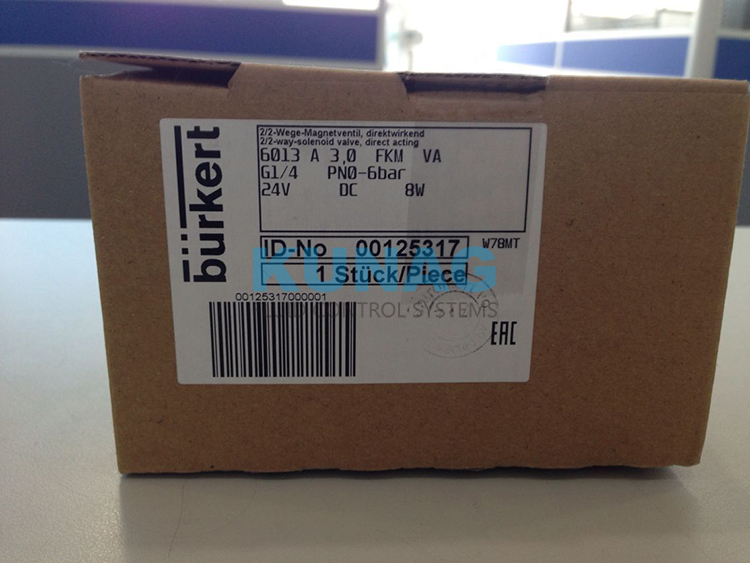 bürkert
2/2-Wege-Magnetventil, direktwirkend
2/2-way-solenoid valve, direct acting
6013 A 3,0 FKM VA
G1/4 PN0-6bar
24V DC 8W
ID-No 00125317 W78MT
1 Stück/Piece
00125317000001
KUNAG
CONTROL SYSTEMS
EAC